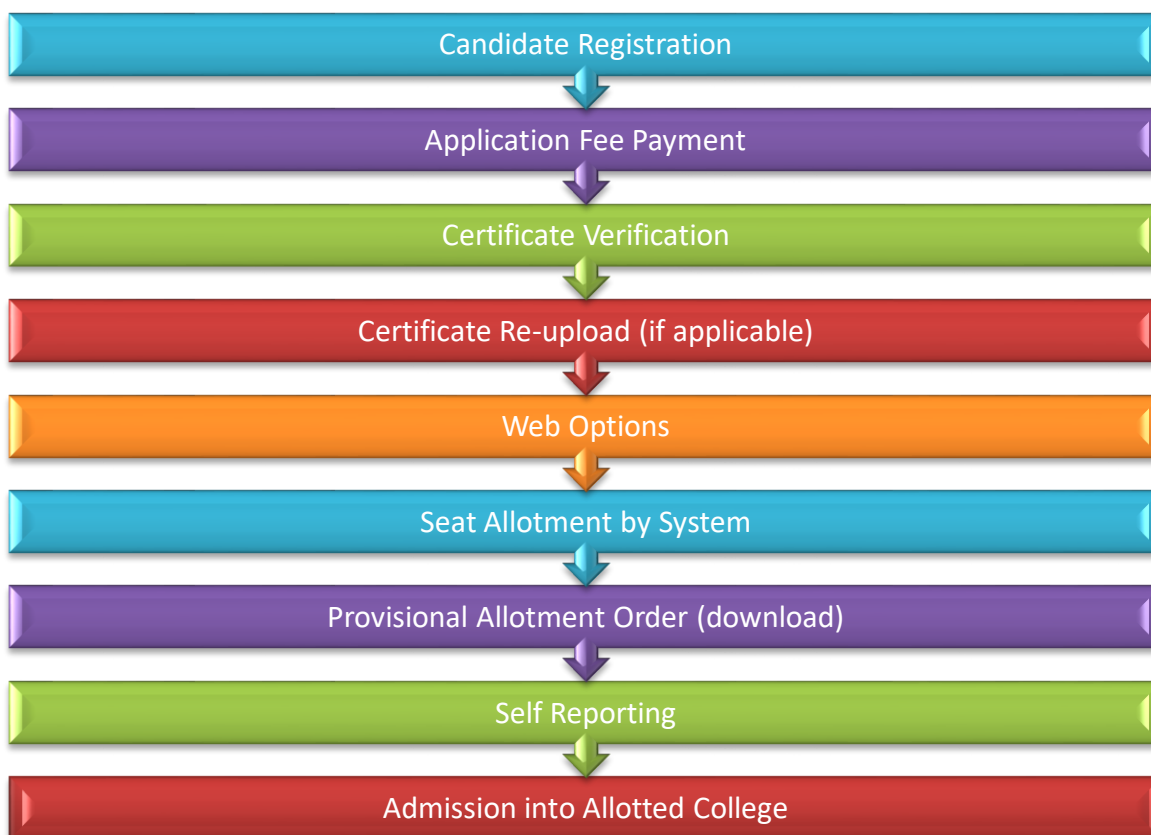 Candidate Registration
Application Fee Payment
Certificate Verification
Certificate Re-upload (if applicable)
Web Options
Seat Allotment by System
Provisional Allotment Order (download)
Self Reporting
Admission into Allotted College